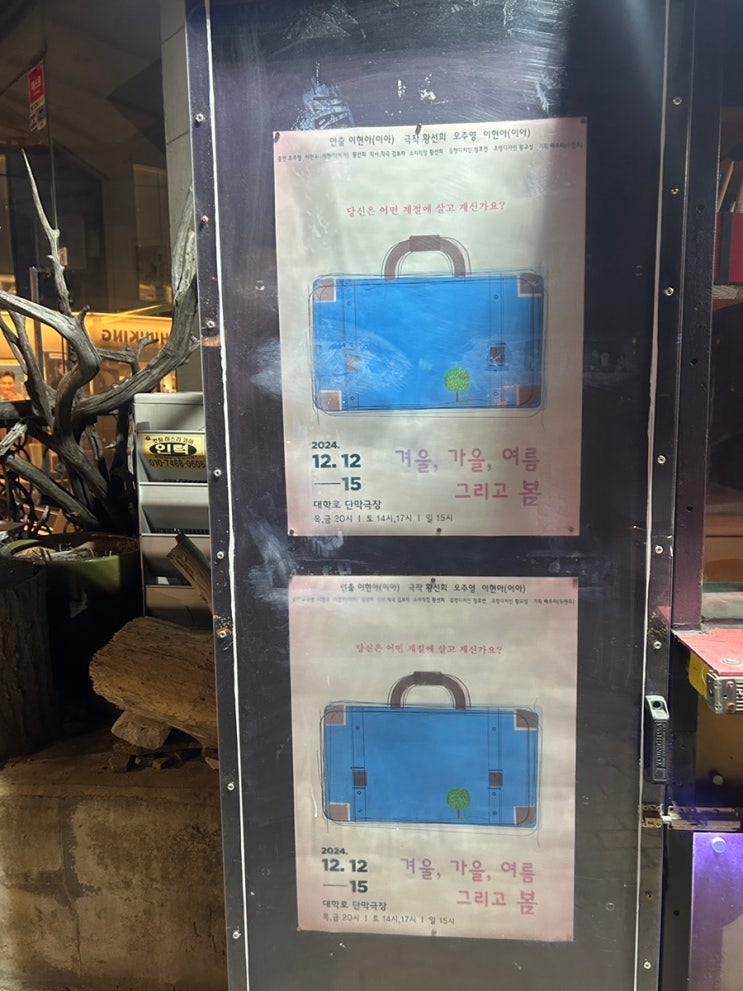 연출 이현아(이아) 극작 황선희 오주영 이현아(이아)
당신은 어떤 계절에 살고 계신가요?
2024.
12. 12
— 15
겨울, 가을, 여름
그리고 봄
대학로 단막극장
목,금 20시 I 토 14시,17시 I 일 15시
인력
연출 이현아(이아) 극작 황선희 오주영 이현아(이아)
당신은 어떤 계절에 살고 계신가요?
2024.
12. 12
— 15
겨울, 가을, 여름
그리고 봄
대학로 단막극장
목,금 20시 I 토 14시,17시 I 일 15시